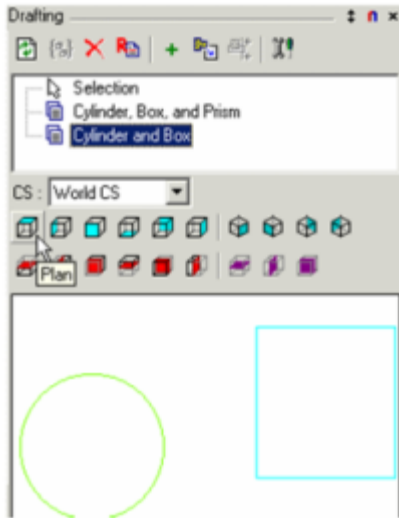 Drafting
Selection
Cylinder, Box, and Prism
Cylinder and Box
CS : World CS
Plan